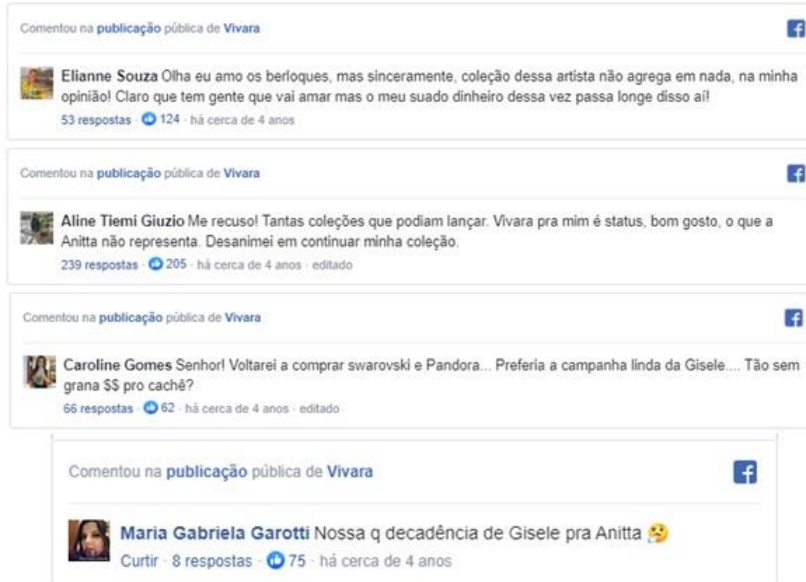 Comentou na publicação pública de Vivara
Elianne Souza Olha eu amo os berloques, mas sinceramente, coleção dessa artista não agrega em nada, na minha
opinião! Claro que tem gente que vai amar mas o meu suado dinheiro dessa vez passa longe disso aí!
53 respostas · 124 · há cerca de 4 anos
Comentou na publicação pública de Vivara
Aline Tiemi Giuzio Me recuso! Tantas coleções que podiam lançar. Vivara pra mim é status, bom gosto, o que a
Anitta não representa. Desanimei em continuar minha coleção.
239 respostas · 205 · há cerca de 4 anos · editado
Comentou na publicação pública de Vivara
Caroline Gomes Senhor! Voltarei a comprar swarovski e Pandora... Preferia a campanha linda da Gisele.... Tão sem
grana $$ pro cachê?
66 respostas · 62 · há cerca de 4 anos · editado
Comentou na publicação pública de Vivara
Maria Gabriela Garotti Nossa q decadência de Gisele pra Anitta 🤔
Curtir · 8 respostas · 75 · há cerca de 4 anos